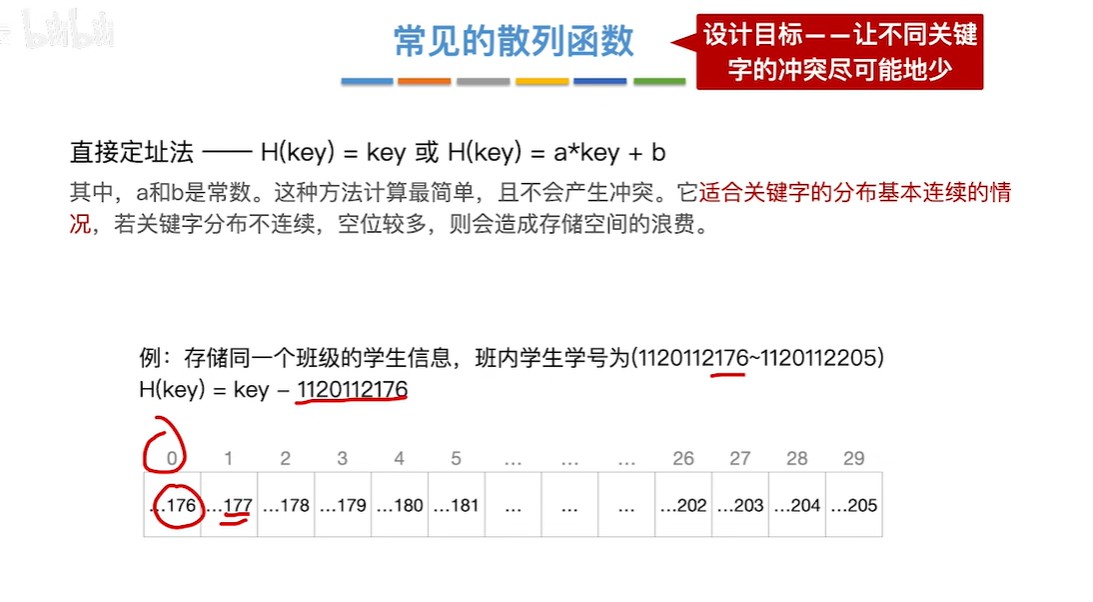 bilibili
常见的散列函数
设计目标——让不同关键
字的冲突尽可能地少
直接定址法 —— H(key) = key 或 H(key) = a*key + b
其中，a和b是常数。这种方法计算最简单，且不会产生冲突。它适合关键字的分布基本连续的情
况，若关键字分布不连续，空位较多，则会造成存储空间的浪费。
例：存储同一个班级的学生信息，班内学生学号为(1120112176~1120112205)
H(key) = key – 1120112176
0 1 2 3 4 5 … … … 26 27 28 29
…176 …177 …178 …179 …180 …181 … … … …202 …203 …204 …205